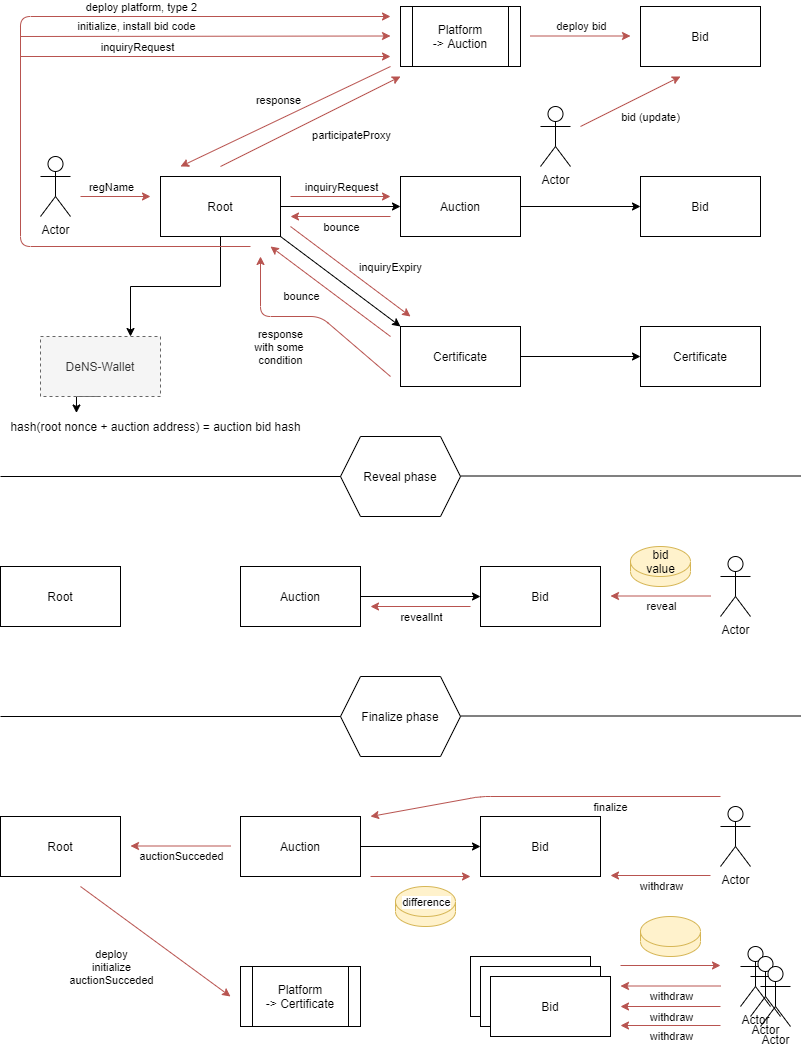 deploy platform, type 2
initialize, install bid code
inquiryRequest
Platform
-> Auction
deploy bid
Bid
response
participateProxy
bid (update)
Actor
Actor
regName
Root
inquiryRequest
Auction
Bid
bounce
inquiryExpiry
bounce
response
with some
condition
Certificate
Certificate
DeNS-Wallet
hash(root nonce + auction address) = auction bid hash
Reveal phase
Root
Auction
revealInt
Bid
bid
value
reveal
Actor
Finalize phase
finalize
Root
auctionSucceded
Auction
Bid
difference
withdraw
Actor
deploy
initialize
auctionSucceded
Platform
-> Certificate
Bid
withdraw
withdraw
withdraw
Actor
Actor
Actor